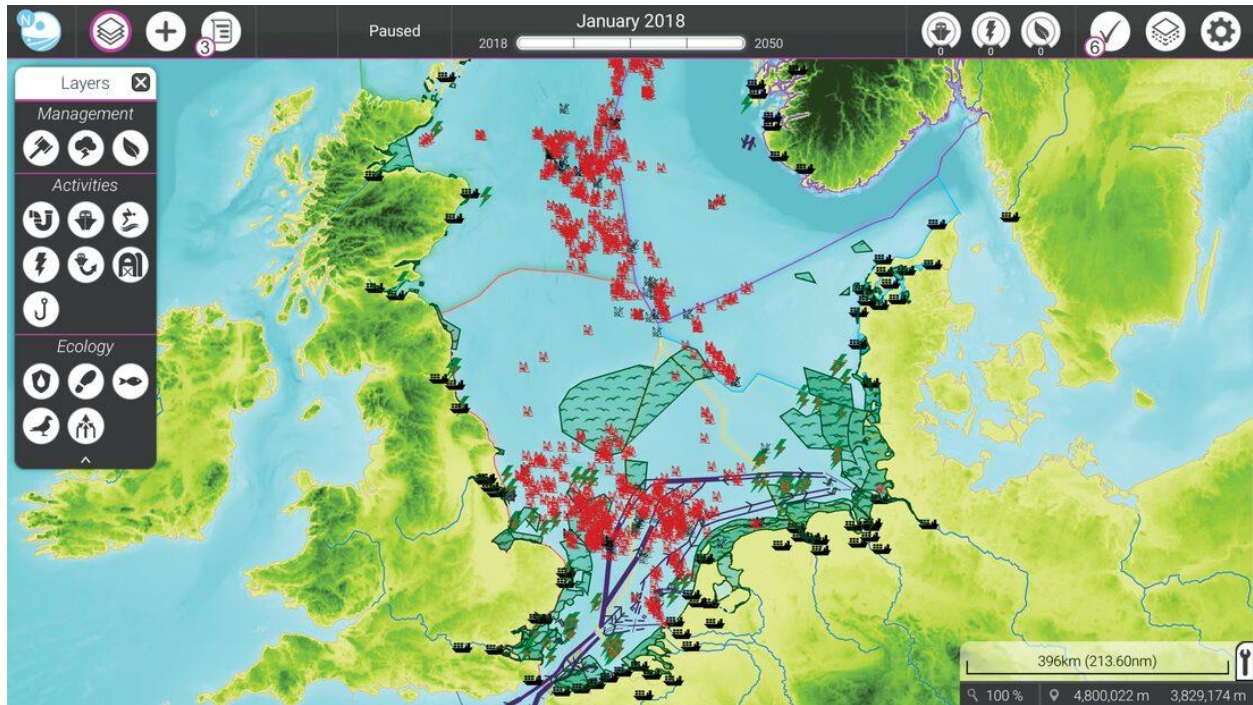 N
3
Paused
January 2018
2018
2050
0
0
0
6
Layers
Management
Activities
Ecology
396km (213.60nm)
100 %
4,800,022 m
3,829,174 m